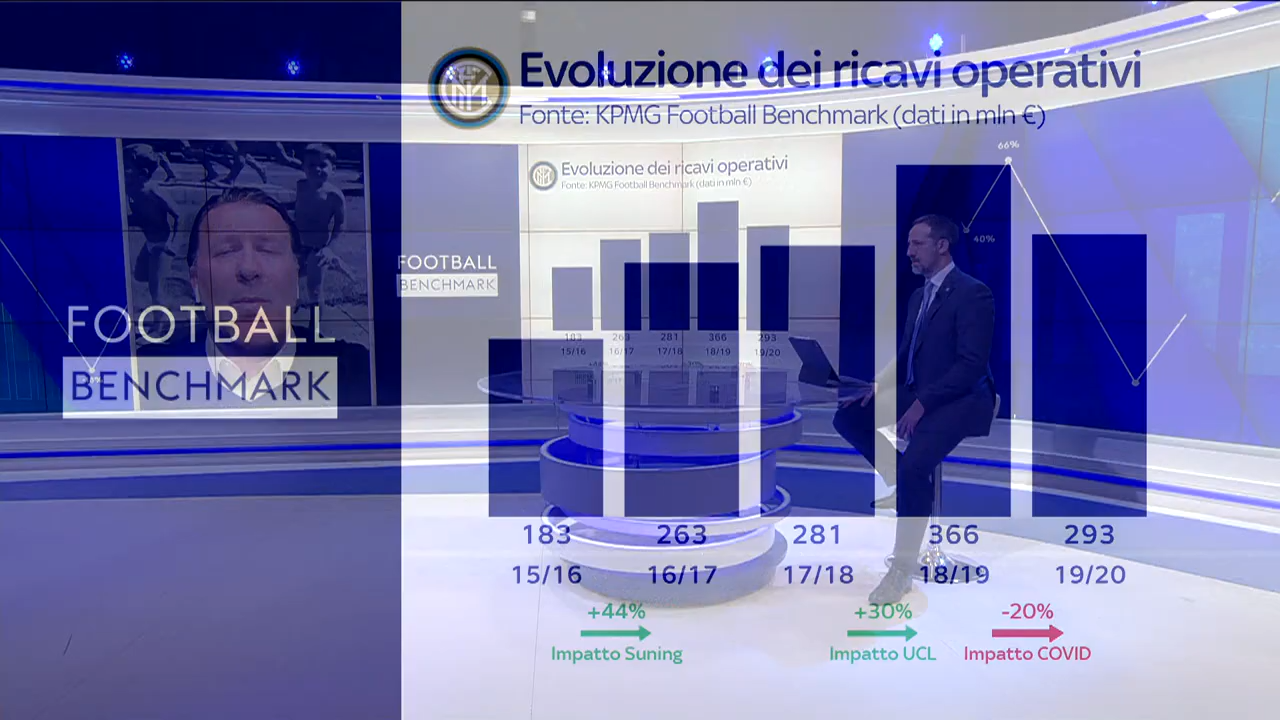 Evoluzione dei ricavi operativi
Fonte: KPMG Football Benchmark (dati in mln €)
66%
40%
Evoluzione dei ricavi operativi
Fonte: KPMG Football Benchmark (dati in mln €)
FOOTBALL
BENCHMARK
FOOTBALL
BENCHMARK
183 263 281 366 293
15/16 16/17 17/18 18/19 19/20
183 263 281 366 293
15/16 16/17 17/18 18/19 19/20
+44% +30% -20%
Impatto Suning Impatto UCL Impatto COVID